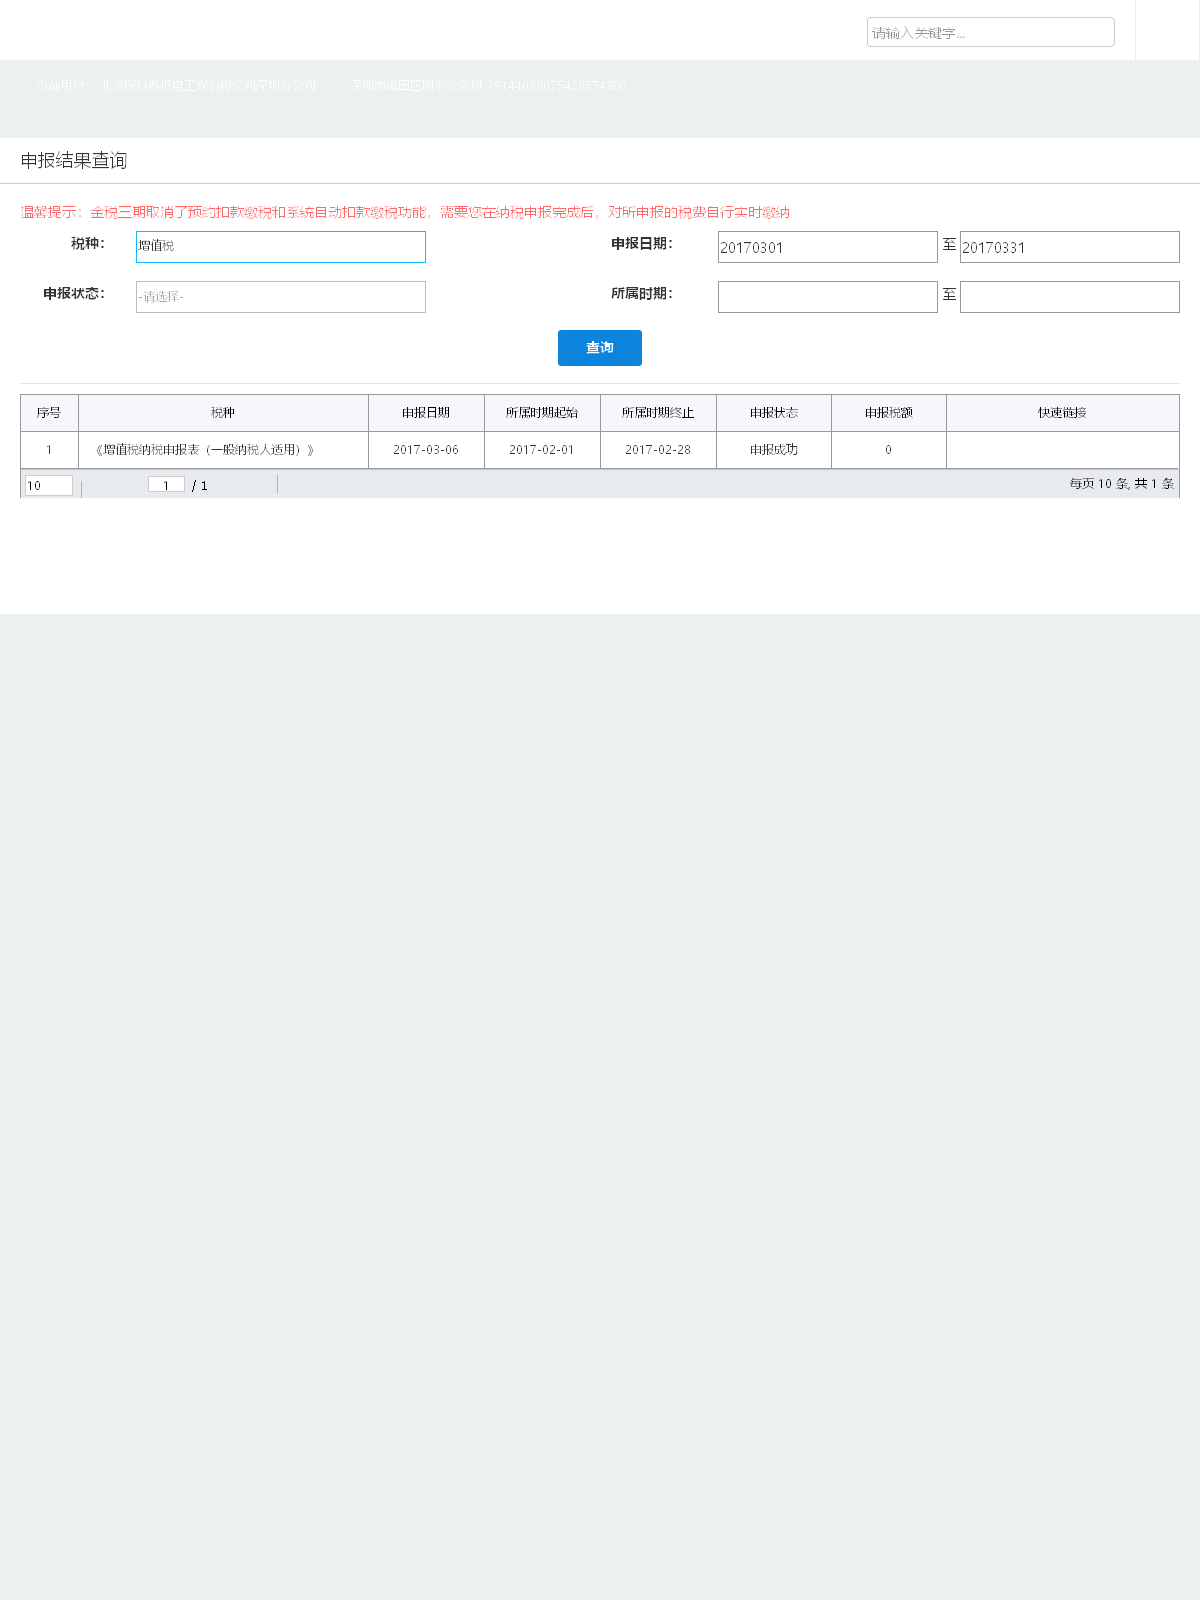 请输入关键字...
当前用户： 北京阿科西机电工程有限公司深圳分公司 深圳市福田区国家税务局（91440300754285743D）
申报结果查询
温馨提示：金税三期取消了预约扣款缴税和系统自动扣款缴税功能，需要您在纳税申报完成后，对所申报的税费自行实时缴纳
税种： 增值税 申报日期： 20170301 至 20170331
申报状态： -请选择- 所属时期： 至
查询
序号 税种 申报日期 所属时期起始 所属时期终止 申报状态 申报税额 快速链接
1 《增值税纳税申报表（一般纳税人适用）》 2017-03-06 2017-02-01 2017-02-28 申报成功 0
10 1 / 1 每页 10 条, 共 1 条